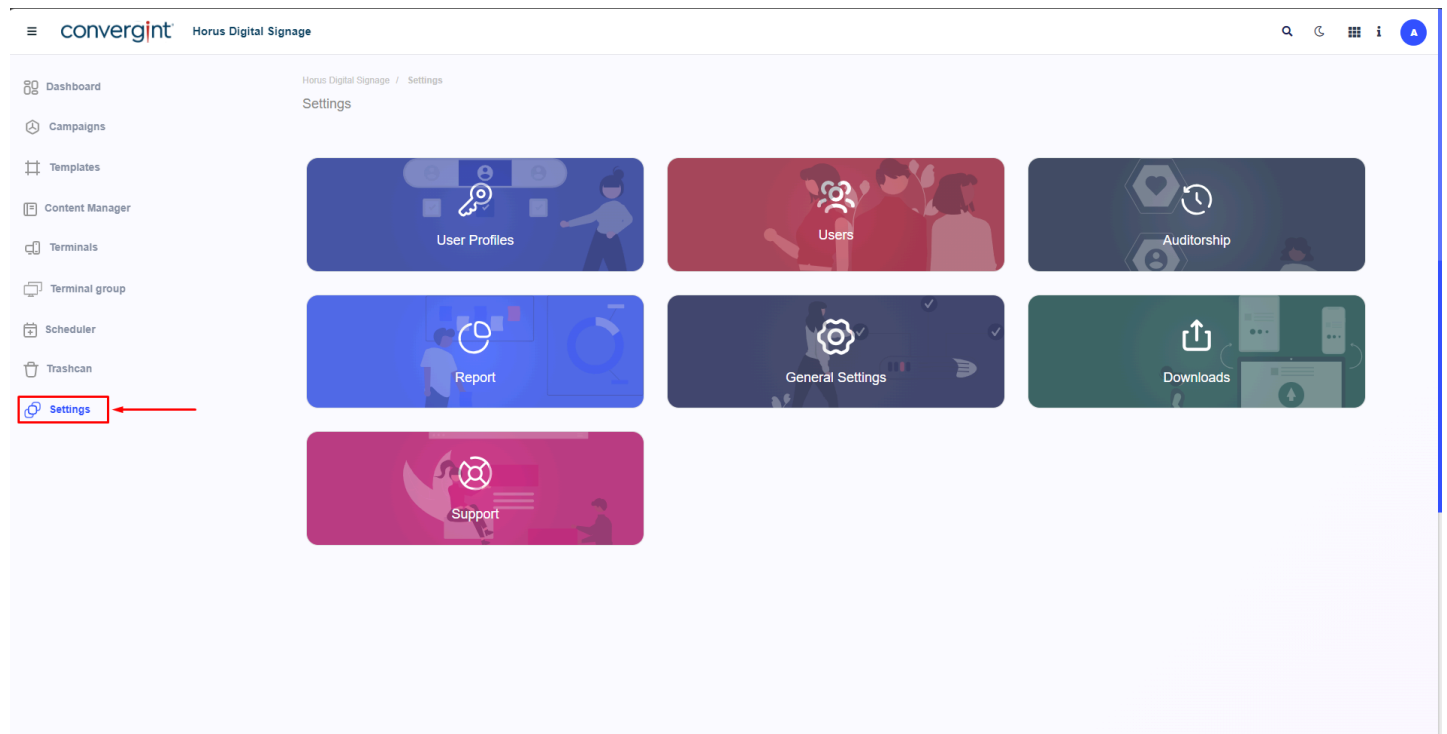 convergint Horus Digital Signage
i A
Dashboard
Campaigns
Templates
Content Manager
Terminals
Terminal group
Scheduler
Trashcan
Settings
Horus Digital Signage / Settings
Settings
User Profiles
Users
Auditorship
Report
General Settings
Downloads
Support